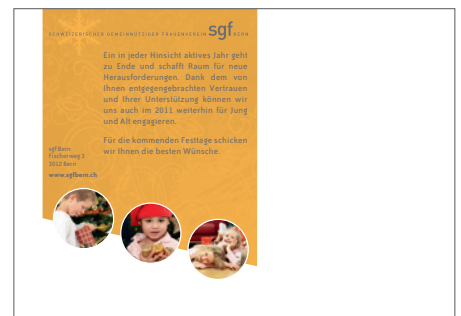 SCHWEIZERISCHER GEMEINNÜTZIGER FRAUENVEREIN sgf BERN
Ein in jeder Hinsicht aktives Jahr geht
zu Ende und schafft Raum für neue
Herausforderungen. Dank dem von
Ihnen entgegengebrachten Vertrauen
und Ihrer Unterstützung können wir
uns auch im 2011 weiterhin für Jung
und Alt engagieren.
Für die kommenden Festtage schicken
wir Ihnen die besten Wünsche.
sgf Bern
Fischerweg 3
3012 Bern
www.sgfbern.ch